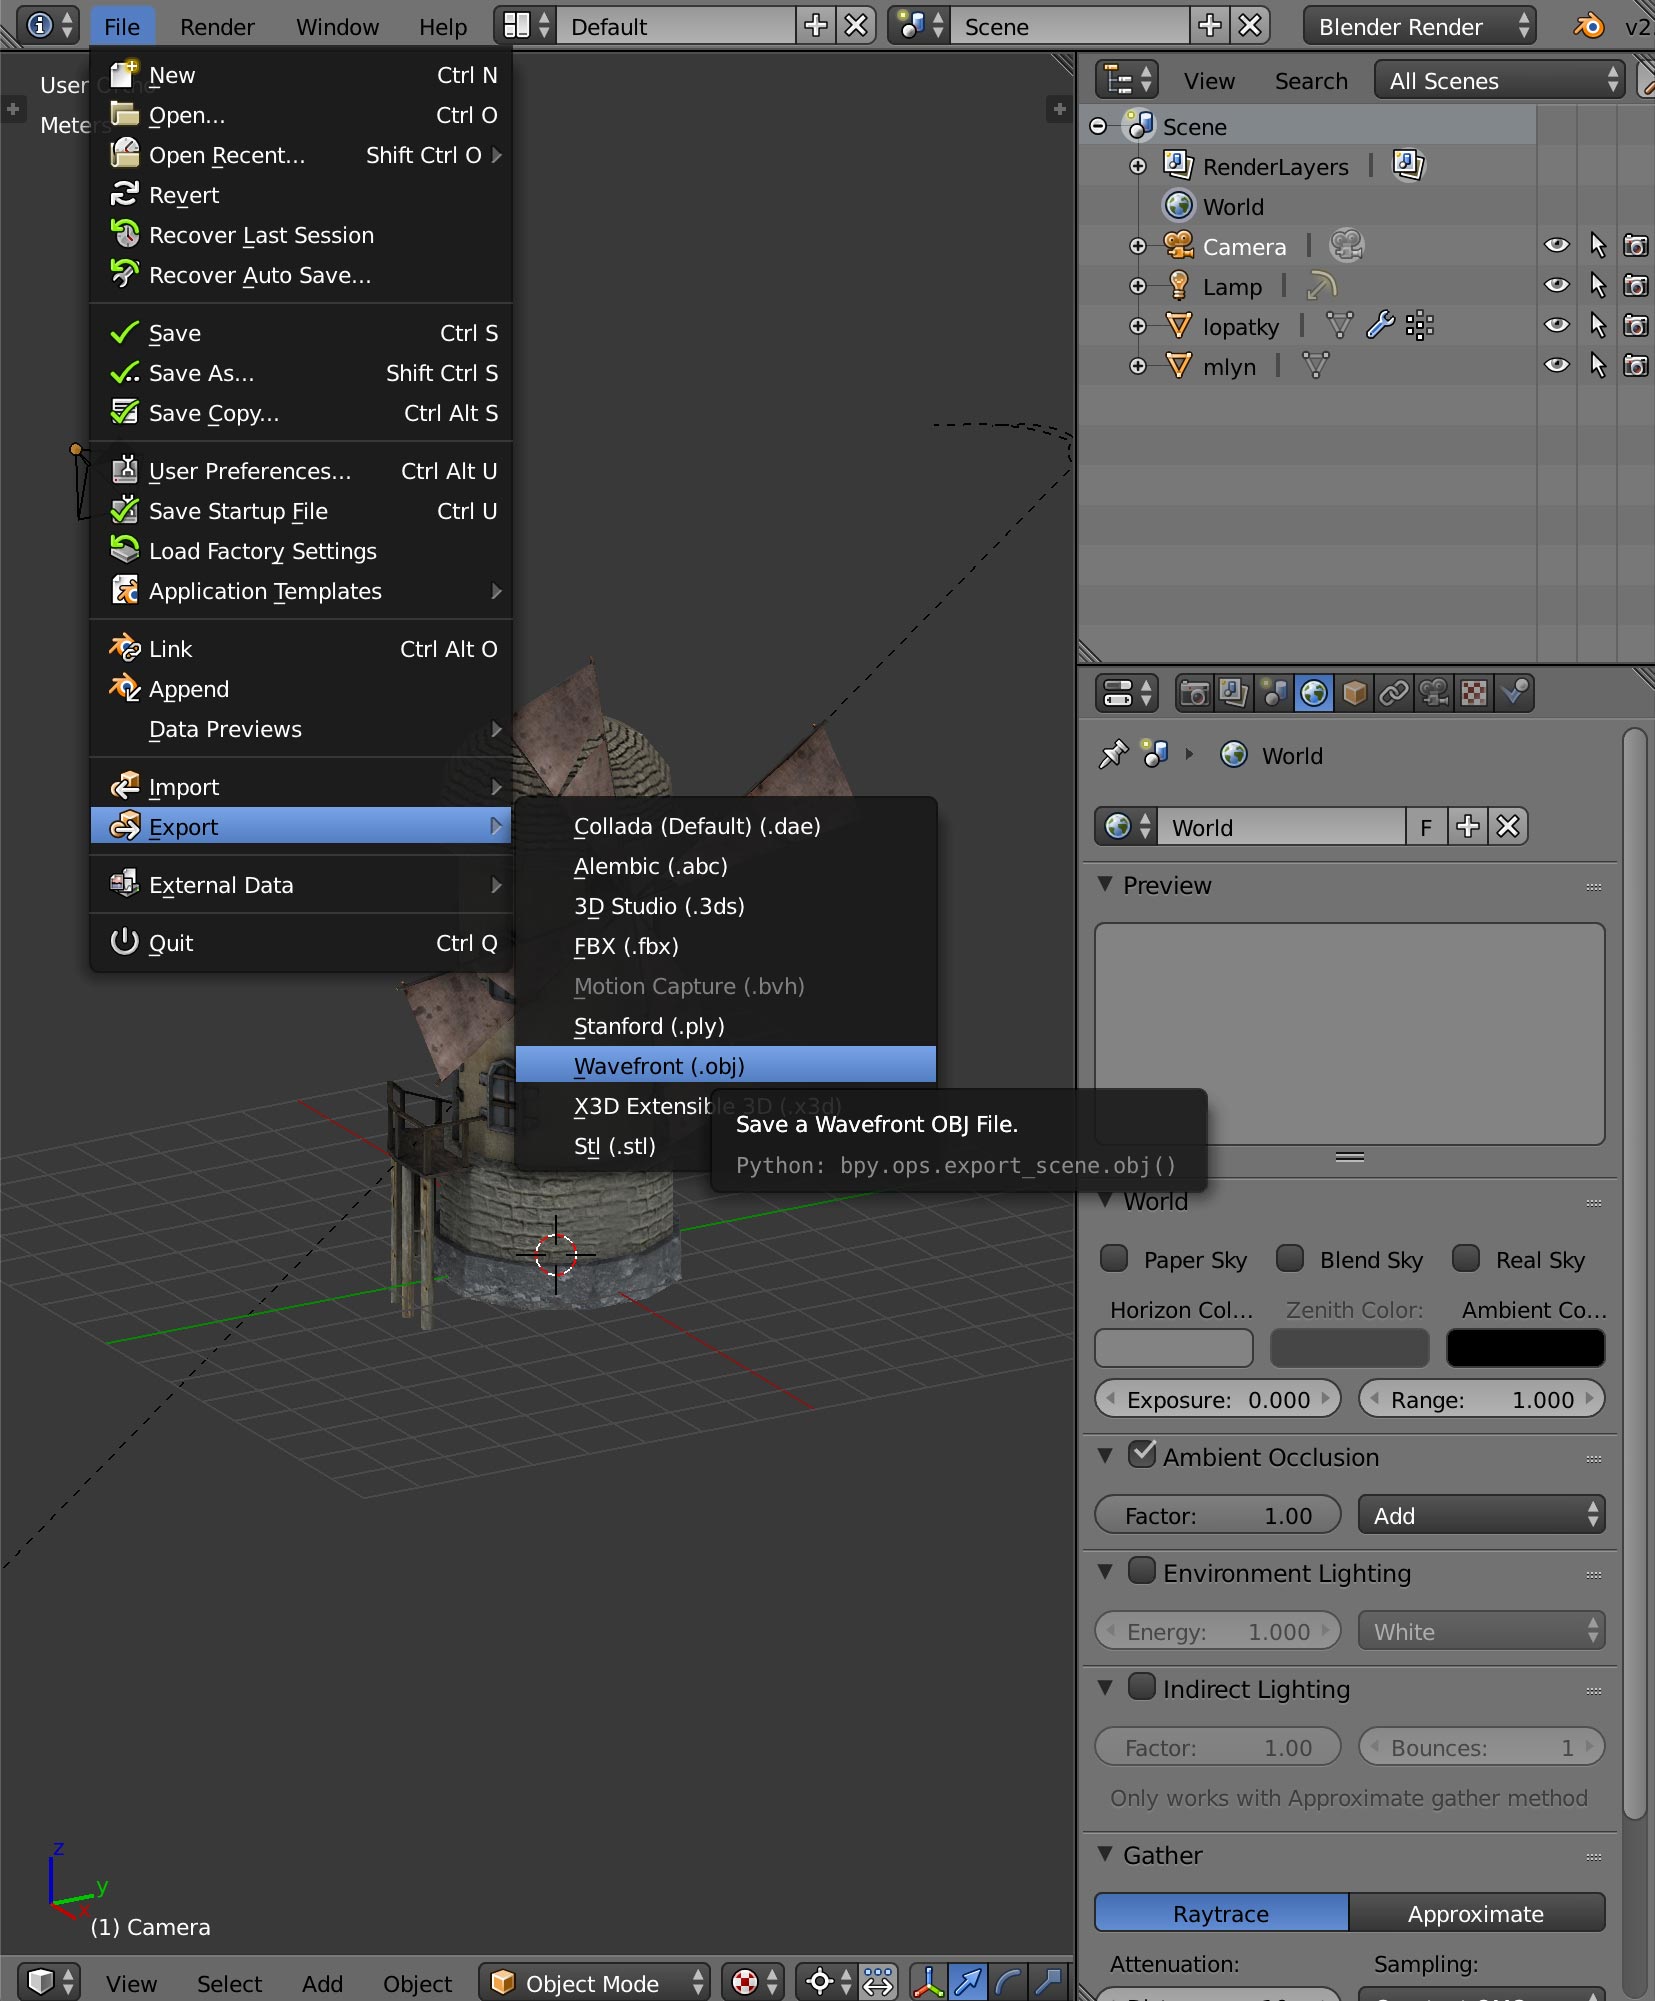 File Render Window Help Default Scene Blender Render v2.
User Ortho
Meters
New Ctrl N
Open... Ctrl O
Open Recent... Shift Ctrl O
Revert
Recover Last Session
Recover Auto Save...
Save Ctrl S
Save As... Shift Ctrl S
Save Copy... Ctrl Alt S
User Preferences... Ctrl Alt U
Save Startup File Ctrl U
Load Factory Settings
Application Templates
Link Ctrl Alt O
Append
Data Previews
Import
Export
External Data
Quit Ctrl Q
Collada (Default) (.dae)
Alembic (.abc)
3D Studio (.3ds)
FBX (.fbx)
Motion Capture (.bvh)
Stanford (.ply)
Wavefront (.obj)
X3D Extensible 3D (.x3d)
Stl (.stl)
Save a Wavefront OBJ File.
Python: bpy.ops.export_scene.obj()
z
y
x
(1) Camera
View Select Add Object Object Mode
View Search All Scenes
Scene
RenderLayers
World
Camera
Lamp
lopatky
mlyn
World
World F
Preview
World
Paper Sky Blend Sky Real Sky
Horizon Col... Zenith Color: Ambient Co...
Exposure: 0.000 Range: 1.000
Ambient Occlusion
Factor: 1.00 Add
Environment Lighting
Energy: 1.000 White
Indirect Lighting
Factor: 1.00 Bounces: 1
Only works with Approximate gather method
Gather
Raytrace Approximate
Attenuation: Sampling: